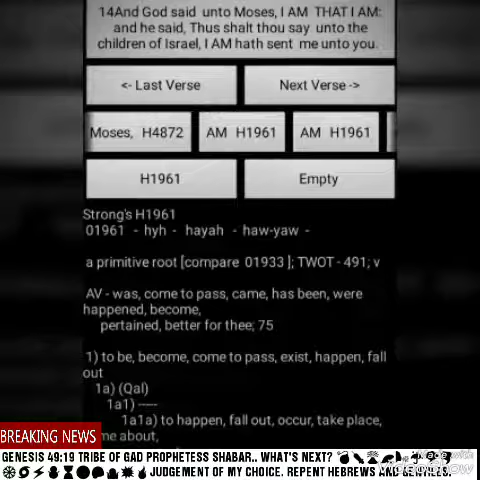 14And God said unto Moses, I AM THAT I AM:
and he said, Thus shalt thou say unto the
children of Israel, I AM hath sent me unto you.
<- Last Verse
Next Verse ->
Moses, H4872
AM H1961
AM H1961
H1961
Empty
Strong's H1961
01961 - hyh - hayah - haw-yaw -
a primitive root [compare 01933 ]; TWOT - 491; v
AV - was, come to pass, came, has been, were
happened, become,
pertained, better for thee; 75
1) to be, become, come to pass, exist, happen, fall
out
1a) (Qal)
1a1) -----
1a1a) to happen, fall out, occur, take place,
me about,
BREAKING NEWS
GENESIS 49:19 TRIBE OF GAD PROPHETESS SHABAR.. WHAT'S NEXT?
JUDGEMENT OF MY CHOICE. REPENT HEBREWS AND GENTILES.
Made with